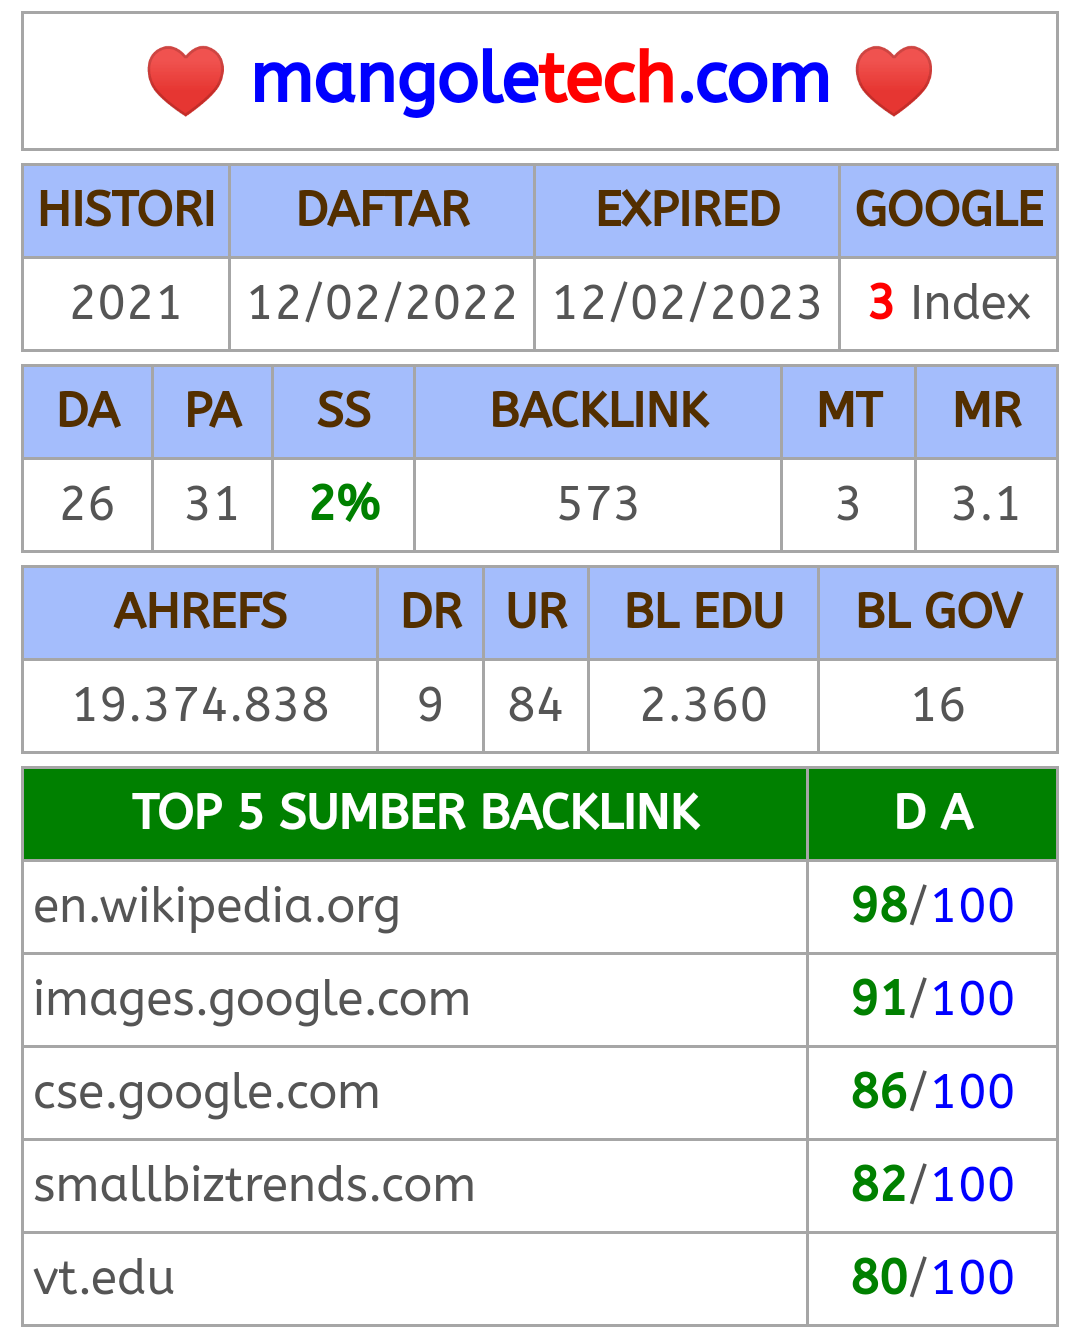 mangoletech.com
HISTORI DAFTAR EXPIRED GOOGLE
2021 12/02/2022 12/02/2023 3 Index
DA PA SS BACKLINK MT MR
26 31 2% 573 3 3.1
AHREFS DR UR BL EDU BL GOV
19.374.838 9 84 2.360 16
TOP 5 SUMBER BACKLINK D A
en.wikipedia.org 98/100
images.google.com 91/100
cse.google.com 86/100
smallbiztrends.com 82/100
vt.edu 80/100